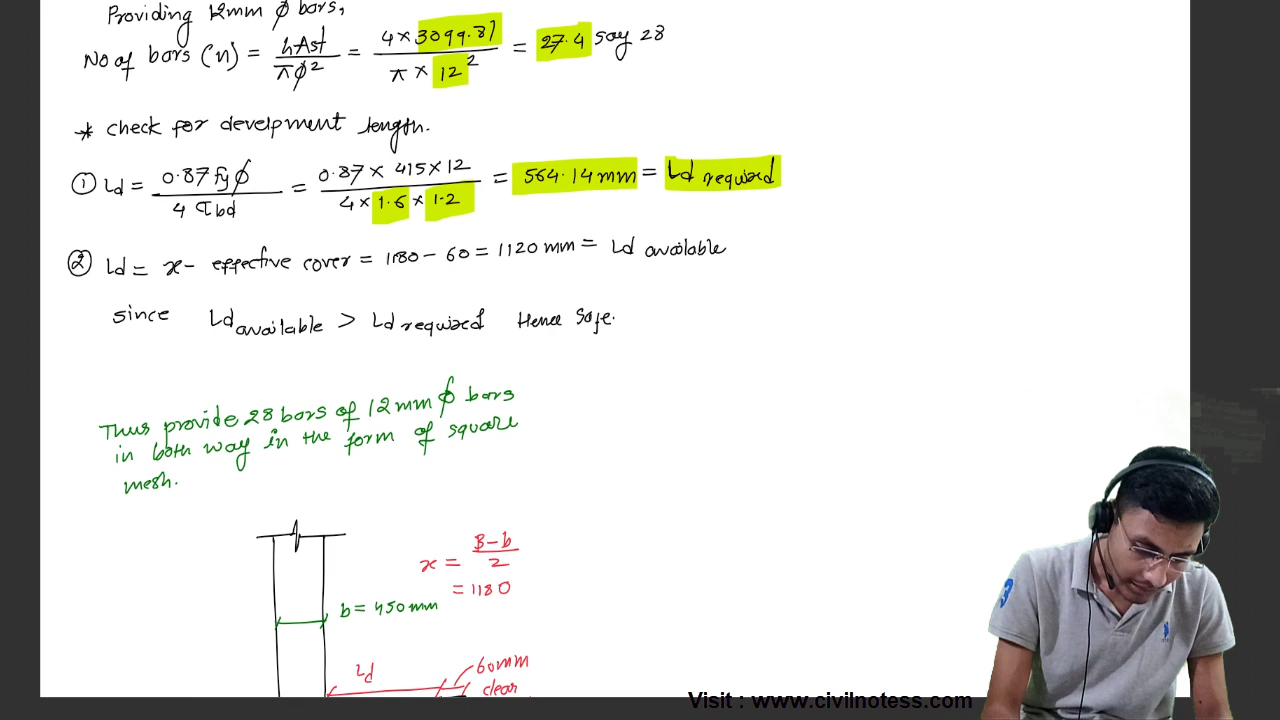 Providing 12mm ϕ bars,
No of bars (n) = 4Ast / πϕ² = 4 × 3099.81 / π × 12² = 27.4 say 28
* check for develpment length.
① Ld = 0.87fyϕ / 4 τbd = 0.87 × 415 × 12 / 4 × 1.6 × 1.2 = 564.14 mm = Ld required
② Ld = x - effective cover = 1180 - 60 = 1120 mm = Ld available
since Ld available > Ld required Hence Safe.
Thus provide 28 bars of 12 mm ϕ bars
in both way in the form of square
mesh.
x = B-b / 2
= 1180
b = 450 mm
Ld
60mm
clear
Visit : www.civilnotess.com